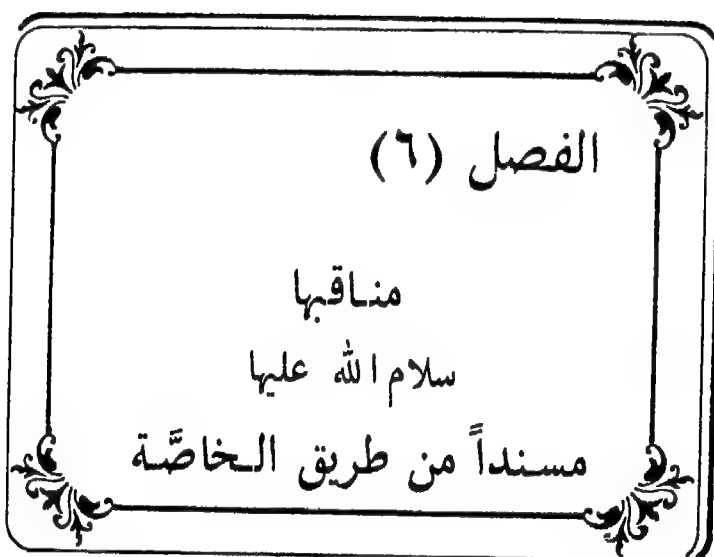 الفصل (٦)
مناقبها
سلام الله عليها
مسنداً من طريق الخاصَّة